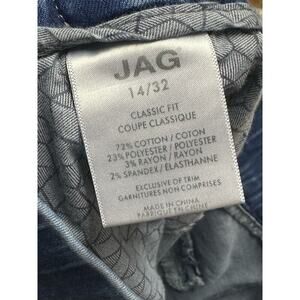 JAG
14/32
CLASSIC FIT
COUPE CLASSIQUE
72% COTTON / COTON
23% POLYESTER / POLYESTER
3% RAYON / RAYON
2% SPANDEX / ÉLASTHANNE
EXCLUSIVE OF TRIM
GARNITURES NON COMPRISES
MADE IN CHINA
FABRIQUÉ EN CHINE